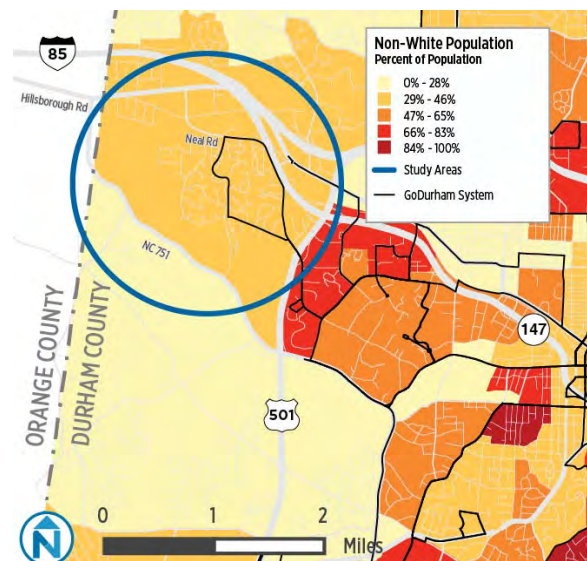 85
Hillsborough Rd
Neal Rd
NC 751
Non-White Population
Percent of Population
0% - 28%
29% - 46%
47% - 65%
66% - 83%
84% - 100%
Study Areas
GoDurham System
147
501
ORANGE COUNTY
DURHAM COUNTY
N
0 1 2
Miles